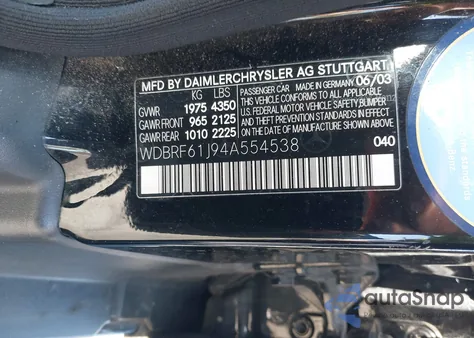 MFD BY DAIMLERCHRYSLER AG STUTTGART
KG LBS PASSENGER CAR MADE IN GERMANY 06/03
GVWR 1975 4350 THIS VEHICLE CONFORMS TO ALL APPLICABLE
GAWR FRONT 965 2125 FEDERAL MOTOR VEHICLE SAFETY, BUMPER
GAWR REAR 1010 2225 AND THEFT PREVENTION STANDARDS IN EFFECT ON THE DATE OF MANUFACTURE SHOWN ABOVE.
WDBRF61J94A554538 040
autoSnap